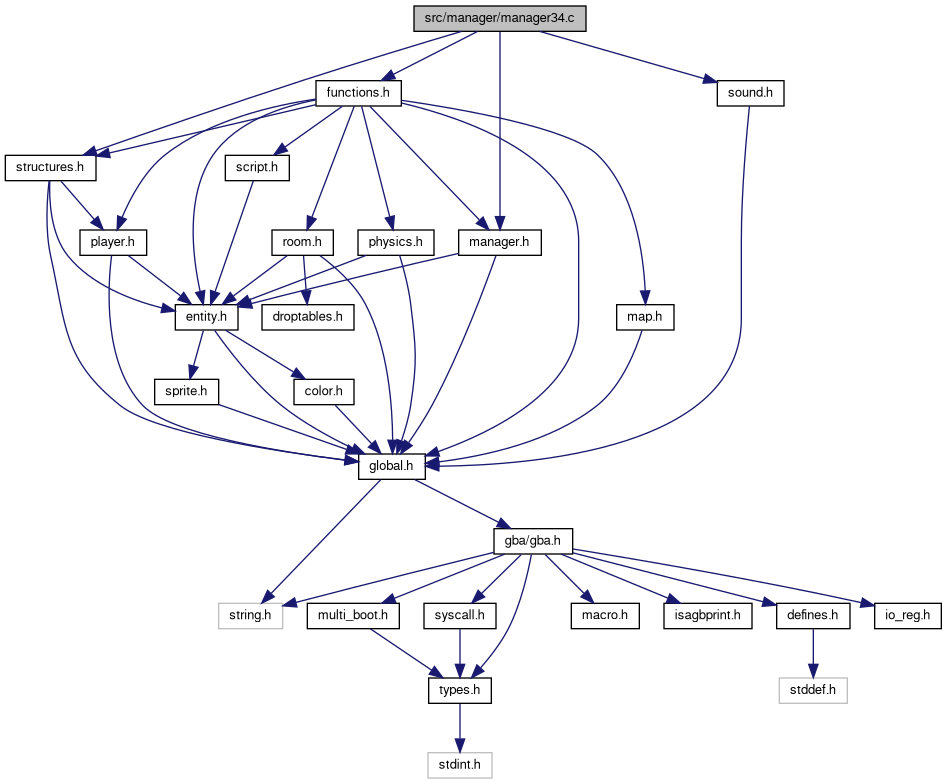 src/manager/manager34.c
functions.h
sound.h
structures.h
script.h
player.h
room.h
physics.h
manager.h
entity.h
droptables.h
map.h
sprite.h
color.h
global.h
gba/gba.h
string.h
multi_boot.h
syscall.h
macro.h
isagbprint.h
defines.h
io_reg.h
types.h
stddef.h
stdint.h